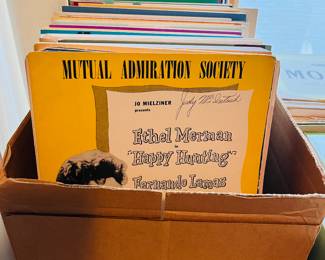 MUTUAL ADMIRATION SOCIETY
JO MIELZINER
presents
Ethel Merman
in
"Happy Hunting"
Fernando Lamas